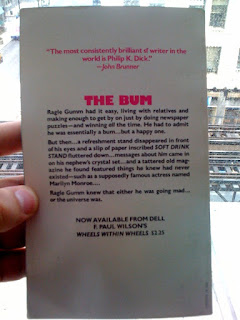 "The most consistently brilliant sf writer in the
world is Philip K. Dick."
—John Brunner
THE BUM
Ragle Gumm had it easy, living with relatives and
making enough to get by on just by doing newspaper
puzzles—and winning all the time. He had to admit
he was essentially a bum...but a happy one.
But then...a refreshment stand disappeared in front
of his eyes and a slip of paper inscribed SOFT DRINK
STAND fluttered down....messages about him came in
on his nephew's crystal set....and a tattered old mag-
azine he found featured things he knew had never
existed—such as a supposedly famous actress named
Marilyn Monroe....
Ragle Gumm knew that either he was going mad...
or the universe was.
NOW AVAILABLE FROM DELL
F. PAUL WILSON'S
WHEELS WITHIN WHEELS $2.25